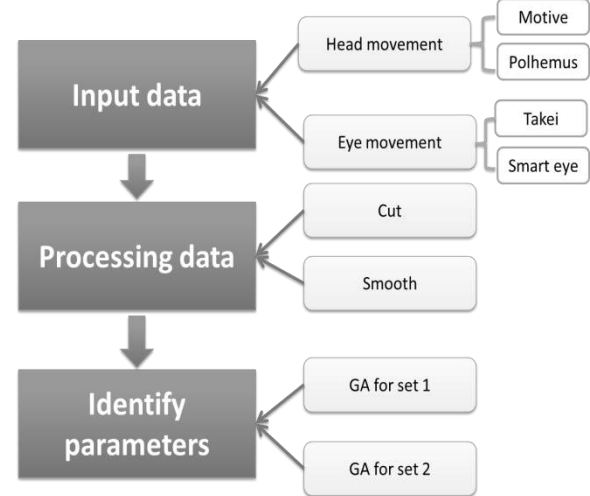 Input data
Head movement
Motive
Polhemus
Eye movement
Takei
Smart eye
Processing data
Cut
Smooth
Identify
parameters
GA for set 1
GA for set 2